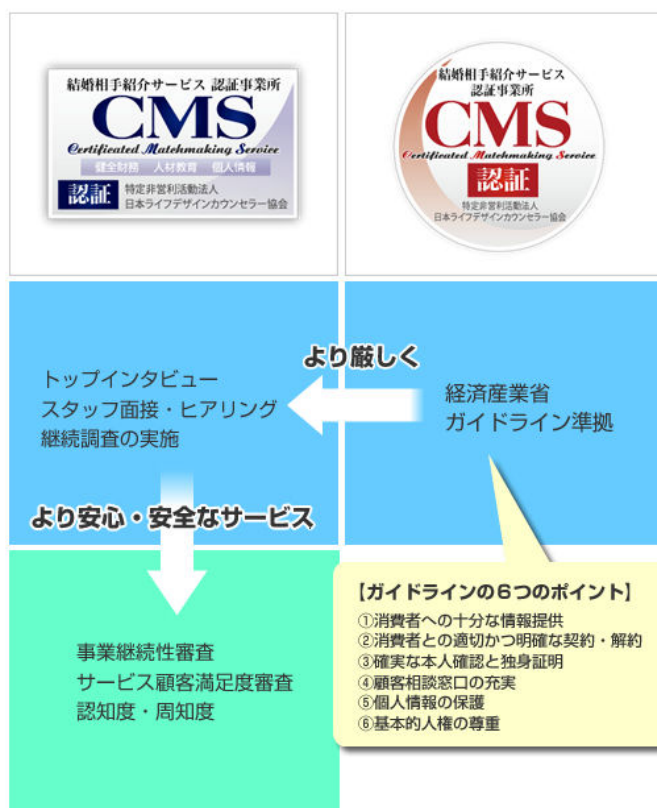 結婚相手紹介サービス 認証事業所
CMS
Certificated Matchmaking Service
健全財務 人材教育 個人情報
認証
特定非営利活動法人
日本ライフデザインカウンセラー協会
結婚相手紹介サービス
認証事業所
CMS
Certificated Matchmaking Service
認証
特定非営利活動法人
日本ライフデザインカウンセラー協会
より厳しく
トップインタビュー
スタッフ面接・ヒアリング
継続調査の実施
経済産業省
ガイドライン準拠
より安心・安全なサービス
事業継続性審査
サービス顧客満足度審査
認知度・周知度
【ガイドラインの6つのポイント】
①消費者への十分な情報提供
②消費者との適切かつ明確な契約・解約
③確実な本人確認と独身証明
④顧客相談窓口の充実
⑤個人情報の保護
⑥基本的人権の尊重